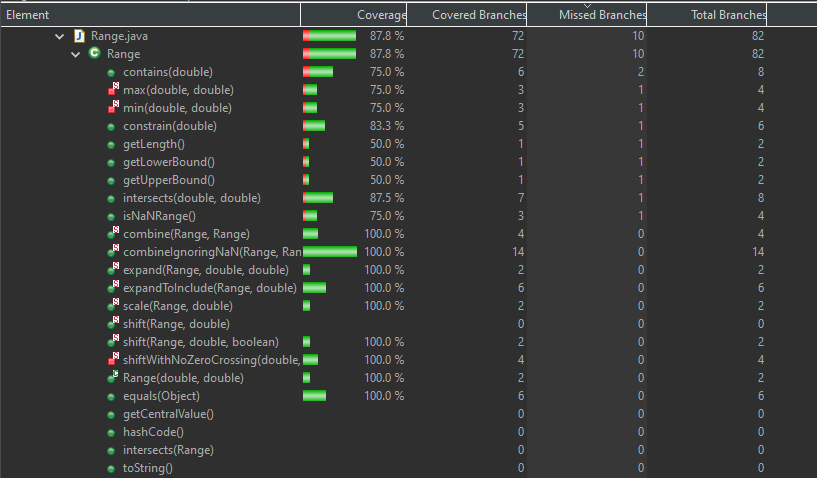 Element Coverage Covered Branches Missed Branches Total Branches
Range.java 87.8 % 72 10 82
Range 87.8 % 72 10 82
contains(double) 75.0 % 6 2 8
max(double, double) 75.0 % 3 1 4
min(double, double) 75.0 % 3 1 4
constrain(double) 83.3 % 5 1 6
getLength() 50.0 % 1 1 2
getLowerBound() 50.0 % 1 1 2
getUpperBound() 50.0 % 1 1 2
intersects(double, double) 87.5 % 7 1 8
isNaNRange() 75.0 % 3 1 4
combine(Range, Range) 100.0 % 4 0 4
combineIgnoringNaN(Range, Ran 100.0 % 14 0 14
expand(Range, double, double) 100.0 % 2 0 2
expandToInclude(Range, double) 100.0 % 6 0 6
scale(Range, double) 100.0 % 2 0 2
shift(Range, double) 0 0 0
shift(Range, double, boolean) 100.0 % 2 0 2
shiftWithNoZeroCrossing(double, 100.0 % 4 0 4
Range(double, double) 100.0 % 2 0 2
equals(Object) 100.0 % 6 0 6
getCentralValue() 0 0 0
hashCode() 0 0 0
intersects(Range) 0 0 0
toString() 0 0 0